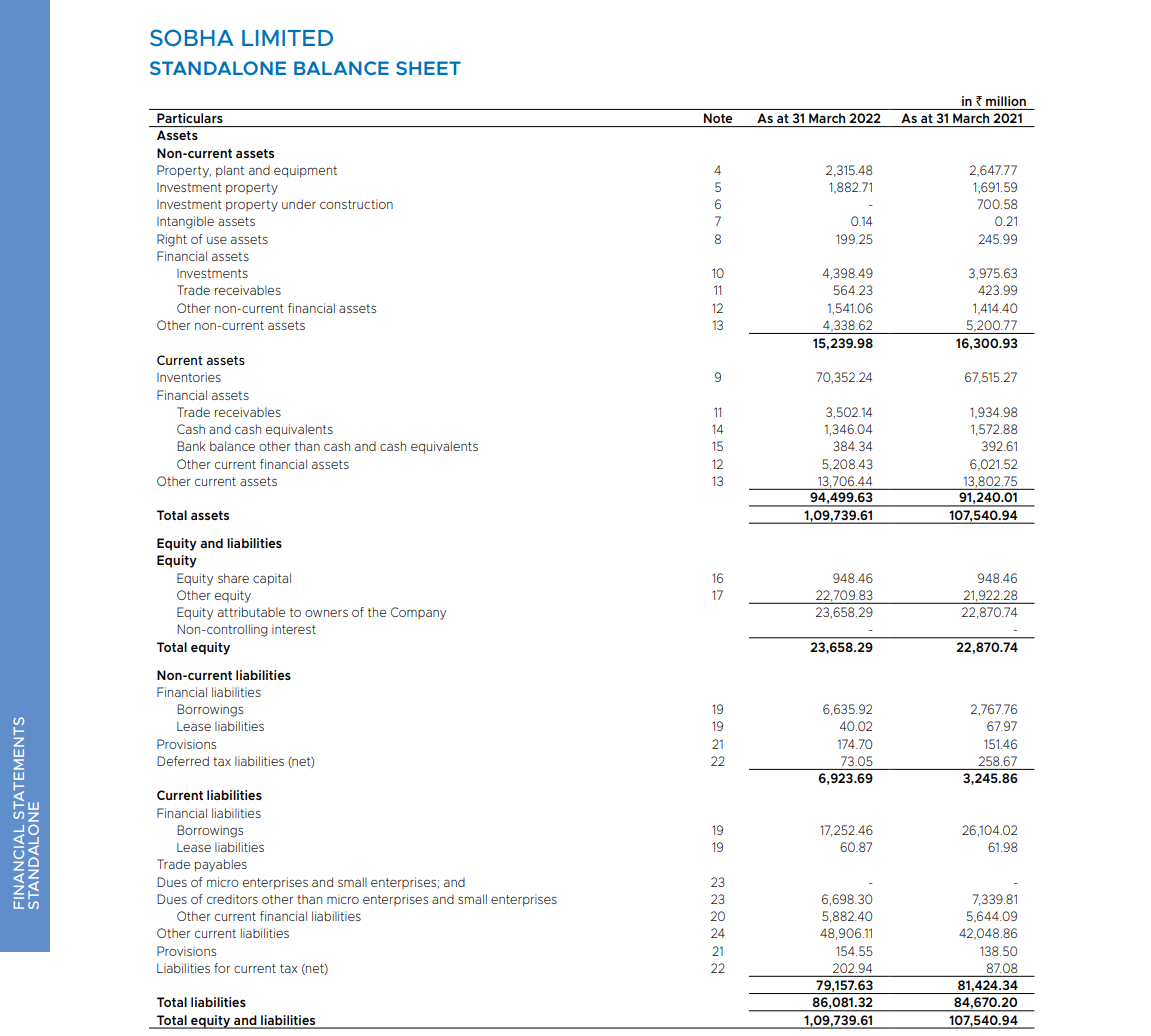 SOBHA LIMITED
STANDALONE BALANCE SHEET
in ₹ million
Particulars Note As at 31 March 2022 As at 31 March 2021
Assets
Non-current assets
Property, plant and equipment 4 2,315.48 2,647.77
Investment property 5 1,882.71 1,691.59
Investment property under construction 6 - 700.58
Intangible assets 7 0.14 0.21
Right of use assets 8 199.25 245.99
Financial assets
Investments 10 4,398.49 3,975.63
Trade receivables 11 564.23 423.99
Other non-current financial assets 12 1,541.06 1,414.40
Other non-current assets 13 4,338.62 5,200.77
15,239.98 16,300.93
Current assets
Inventories 9 70,352.24 67,515.27
Financial assets
Trade receivables 11 3,502.14 1,934.98
Cash and cash equivalents 14 1,346.04 1,572.88
Bank balance other than cash and cash equivalents 15 384.34 392.61
Other current financial assets 12 5,208.43 6,021.52
Other current assets 13 13,706.44 13,802.75
94,499.63 91,240.01
Total assets 1,09,739.61 107,540.94
Equity and liabilities
Equity
Equity share capital 16 948.46 948.46
Other equity 17 22,709.83 21,922.28
Equity attributable to owners of the Company 23,658.29 22,870.74
Non-controlling interest - -
Total equity 23,658.29 22,870.74
Non-current liabilities
Financial liabilities
Borrowings 19 6,635.92 2,767.76
Lease liabilities 19 40.02 67.97
Provisions 21 174.70 151.46
Deferred tax liabilities (net) 22 73.05 258.67
6,923.69 3,245.86
Current liabilities
Financial liabilities
Borrowings 19 17,252.46 26,104.02
Lease liabilities 19 60.87 61.98
Trade payables
Dues of micro enterprises and small enterprises; and 23 - -
Dues of creditors other than micro enterprises and small enterprises 23 6,698.30 7,339.81
Other current financial liabilities 20 5,882.40 5,644.09
Other current liabilities 24 48,906.11 42,048.86
Provisions 21 154.55 138.50
Liabilities for current tax (net) 22 202.94 87.08
79,157.63 81,424.34
Total liabilities 86,081.32 84,670.20
Total equity and liabilities 1,09,739.61 107,540.94
FINANCIAL STATEMENTS
STANDALONE